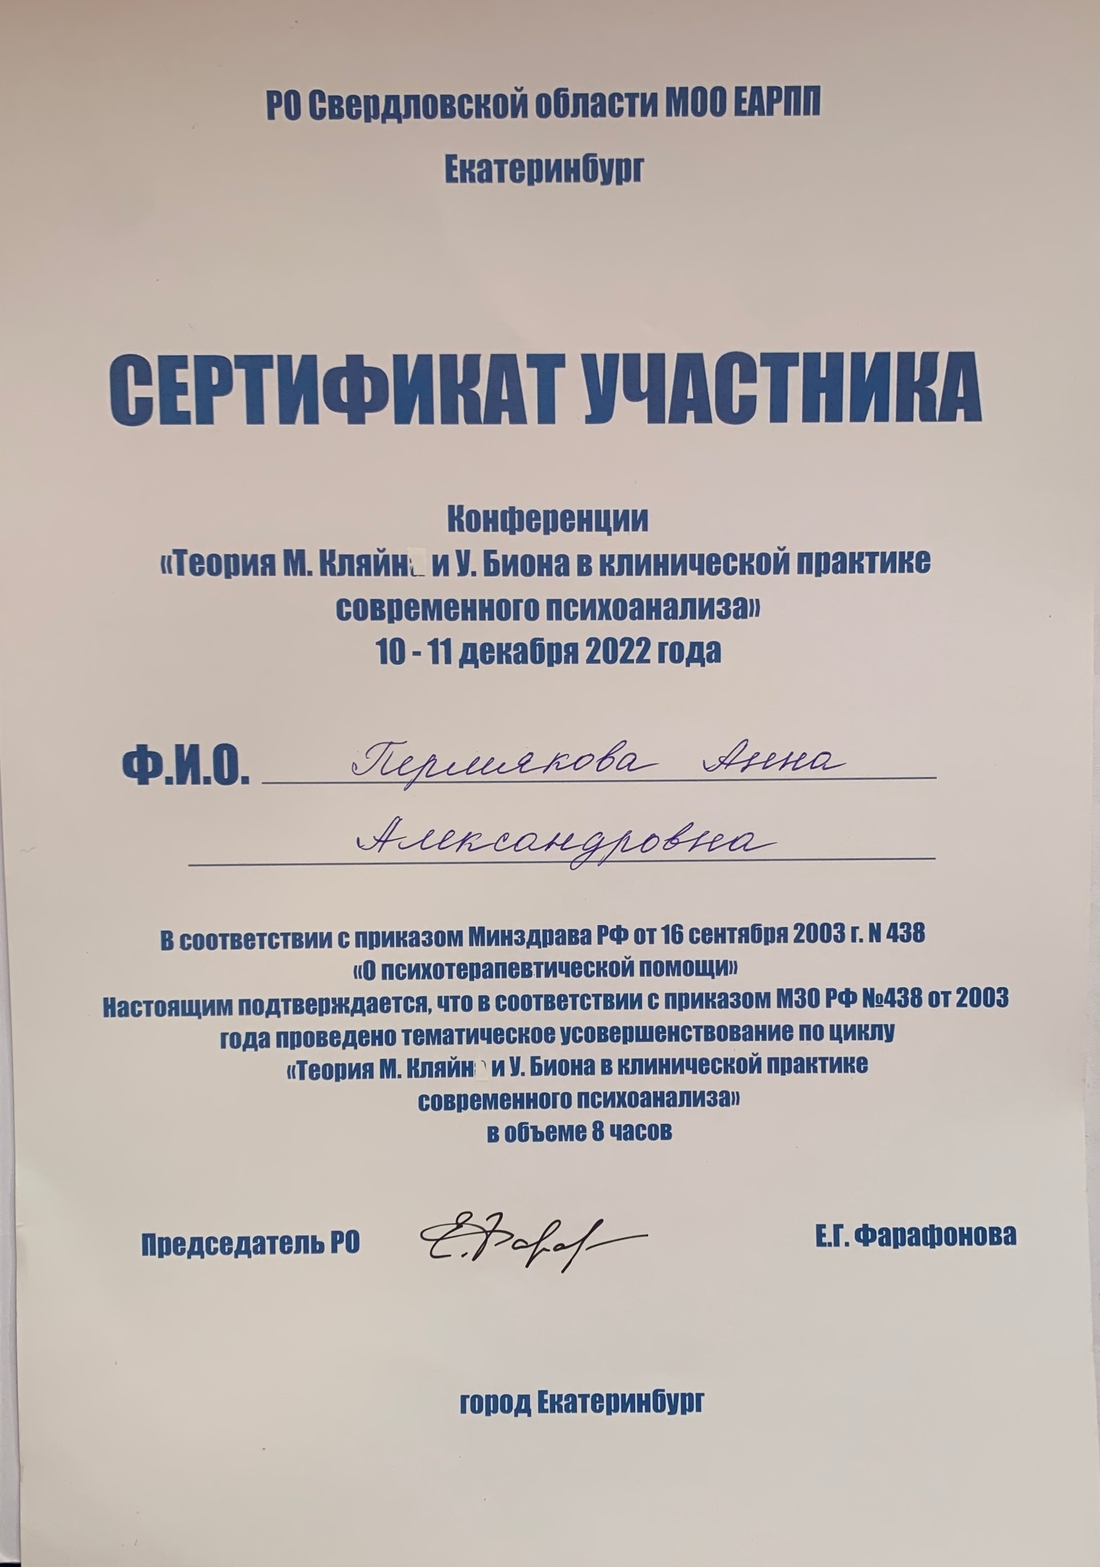 РО Свердловской области МОО ЕАРПП
Екатеринбург
СЕРТИФИКАТ УЧАСТНИКА
Конференции
«Теория М. Кляйн и У. Биона в клинической практике
современного психоанализа»
10 - 11 декабря 2022 года
Ф.И.О. Пермякова Анна
Александровна
В соответствии с приказом Минздрава РФ от 16 сентября 2003 г. N 438
«О психотерапевтической помощи»
Настоящим подтверждается, что в соответствии с приказом МЗО РФ №438 от 2003
года проведено тематическое усовершенствование по циклу
«Теория М. Кляйн и У. Биона в клинической практике
современного психоанализа»
в объеме 8 часов
Председатель РО Е.Г. Фарафонова
город Екатеринбург